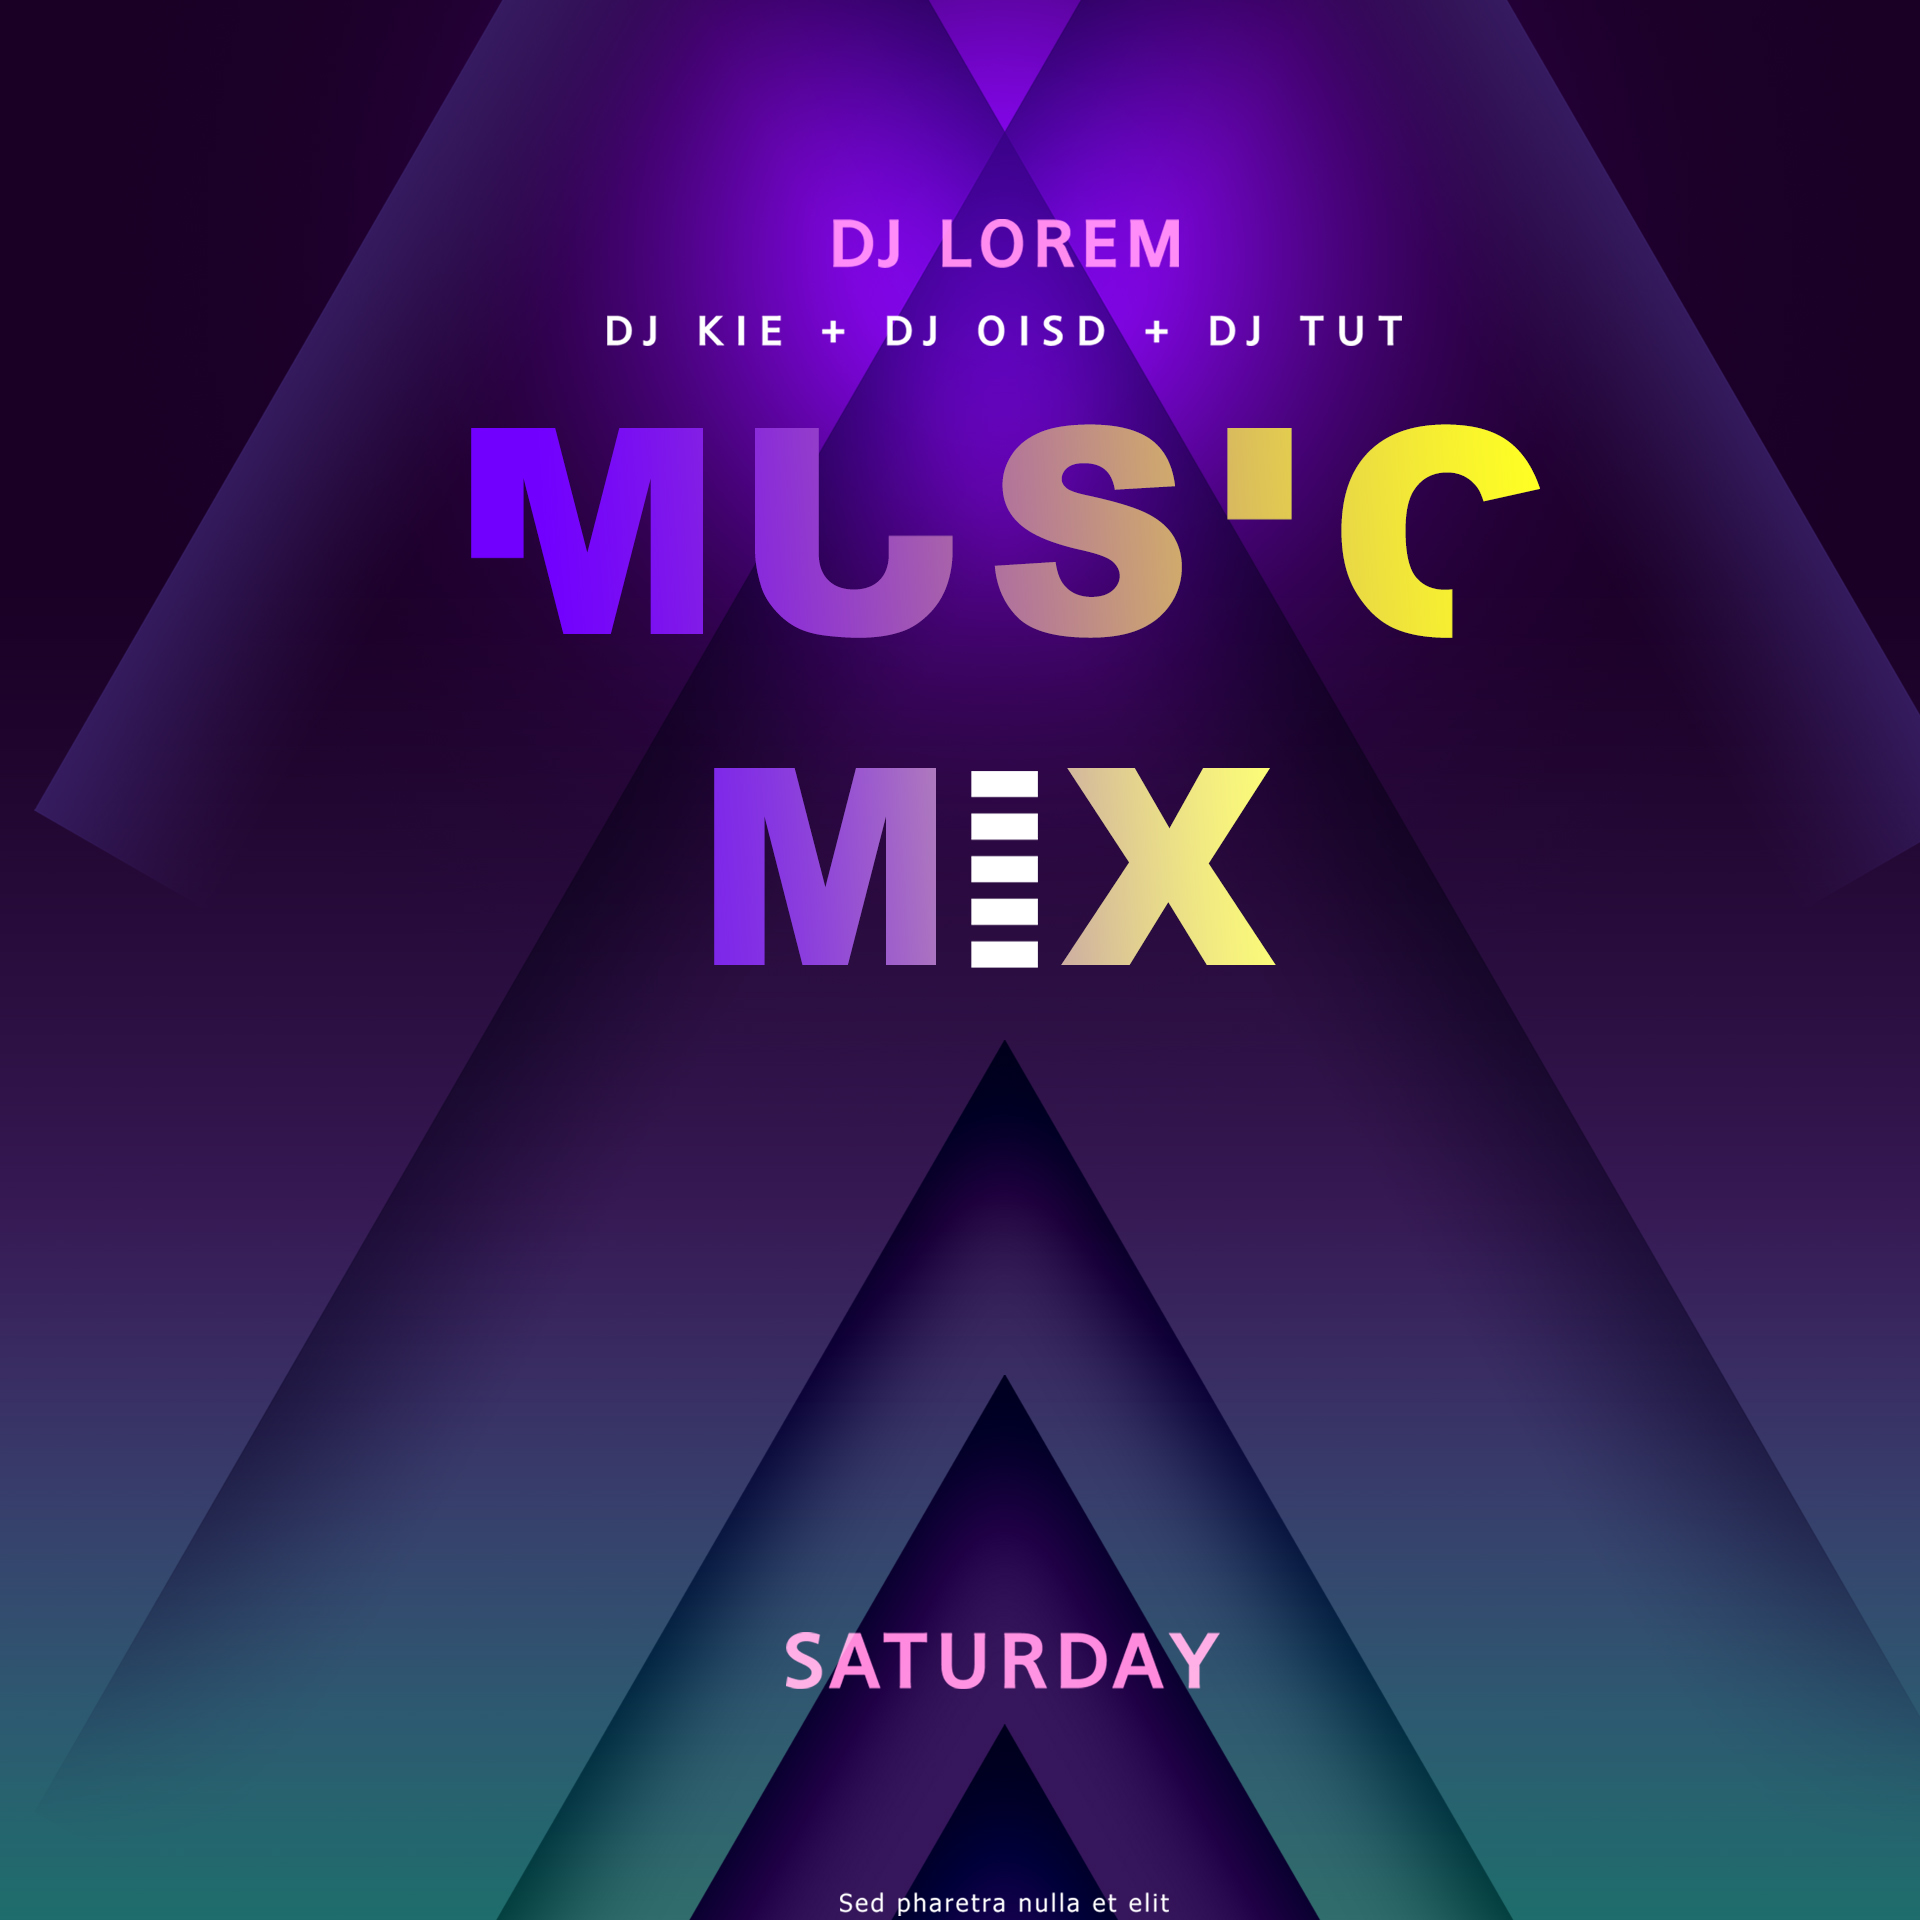 DJ LOREM
DJ KIE + DJ OISD + DJ TUT
MUSIC
MIX
SATURDAY
Sed pharetra nulla et elit